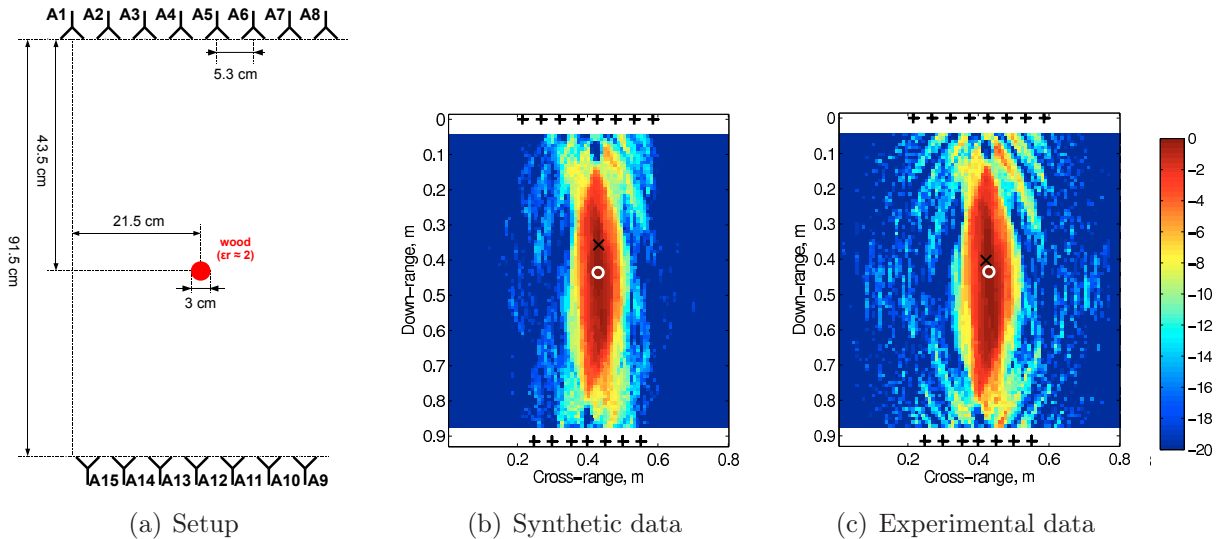 A1 A2 A3 A4 A5 A6 A7 A8
5.3 cm
43.5 cm
91.5 cm
21.5 cm
wood
(εr ≈ 2)
3 cm
A15 A14 A13 A12 A11 A10 A9
(a) Setup
Down-range, m
0
0.1
0.2
0.3
0.4
0.5
0.6
0.7
0.8
0.9
0.2 0.4 0.6 0.8
Cross-range, m
(b) Synthetic data
Down-range, m
0
0.1
0.2
0.3
0.4
0.5
0.6
0.7
0.8
0.9
0.2 0.4 0.6
Cross-range, m
0
−2
−4
−6
−8
−10
−12
−14
−16
−18
−20
(c) Experimental data